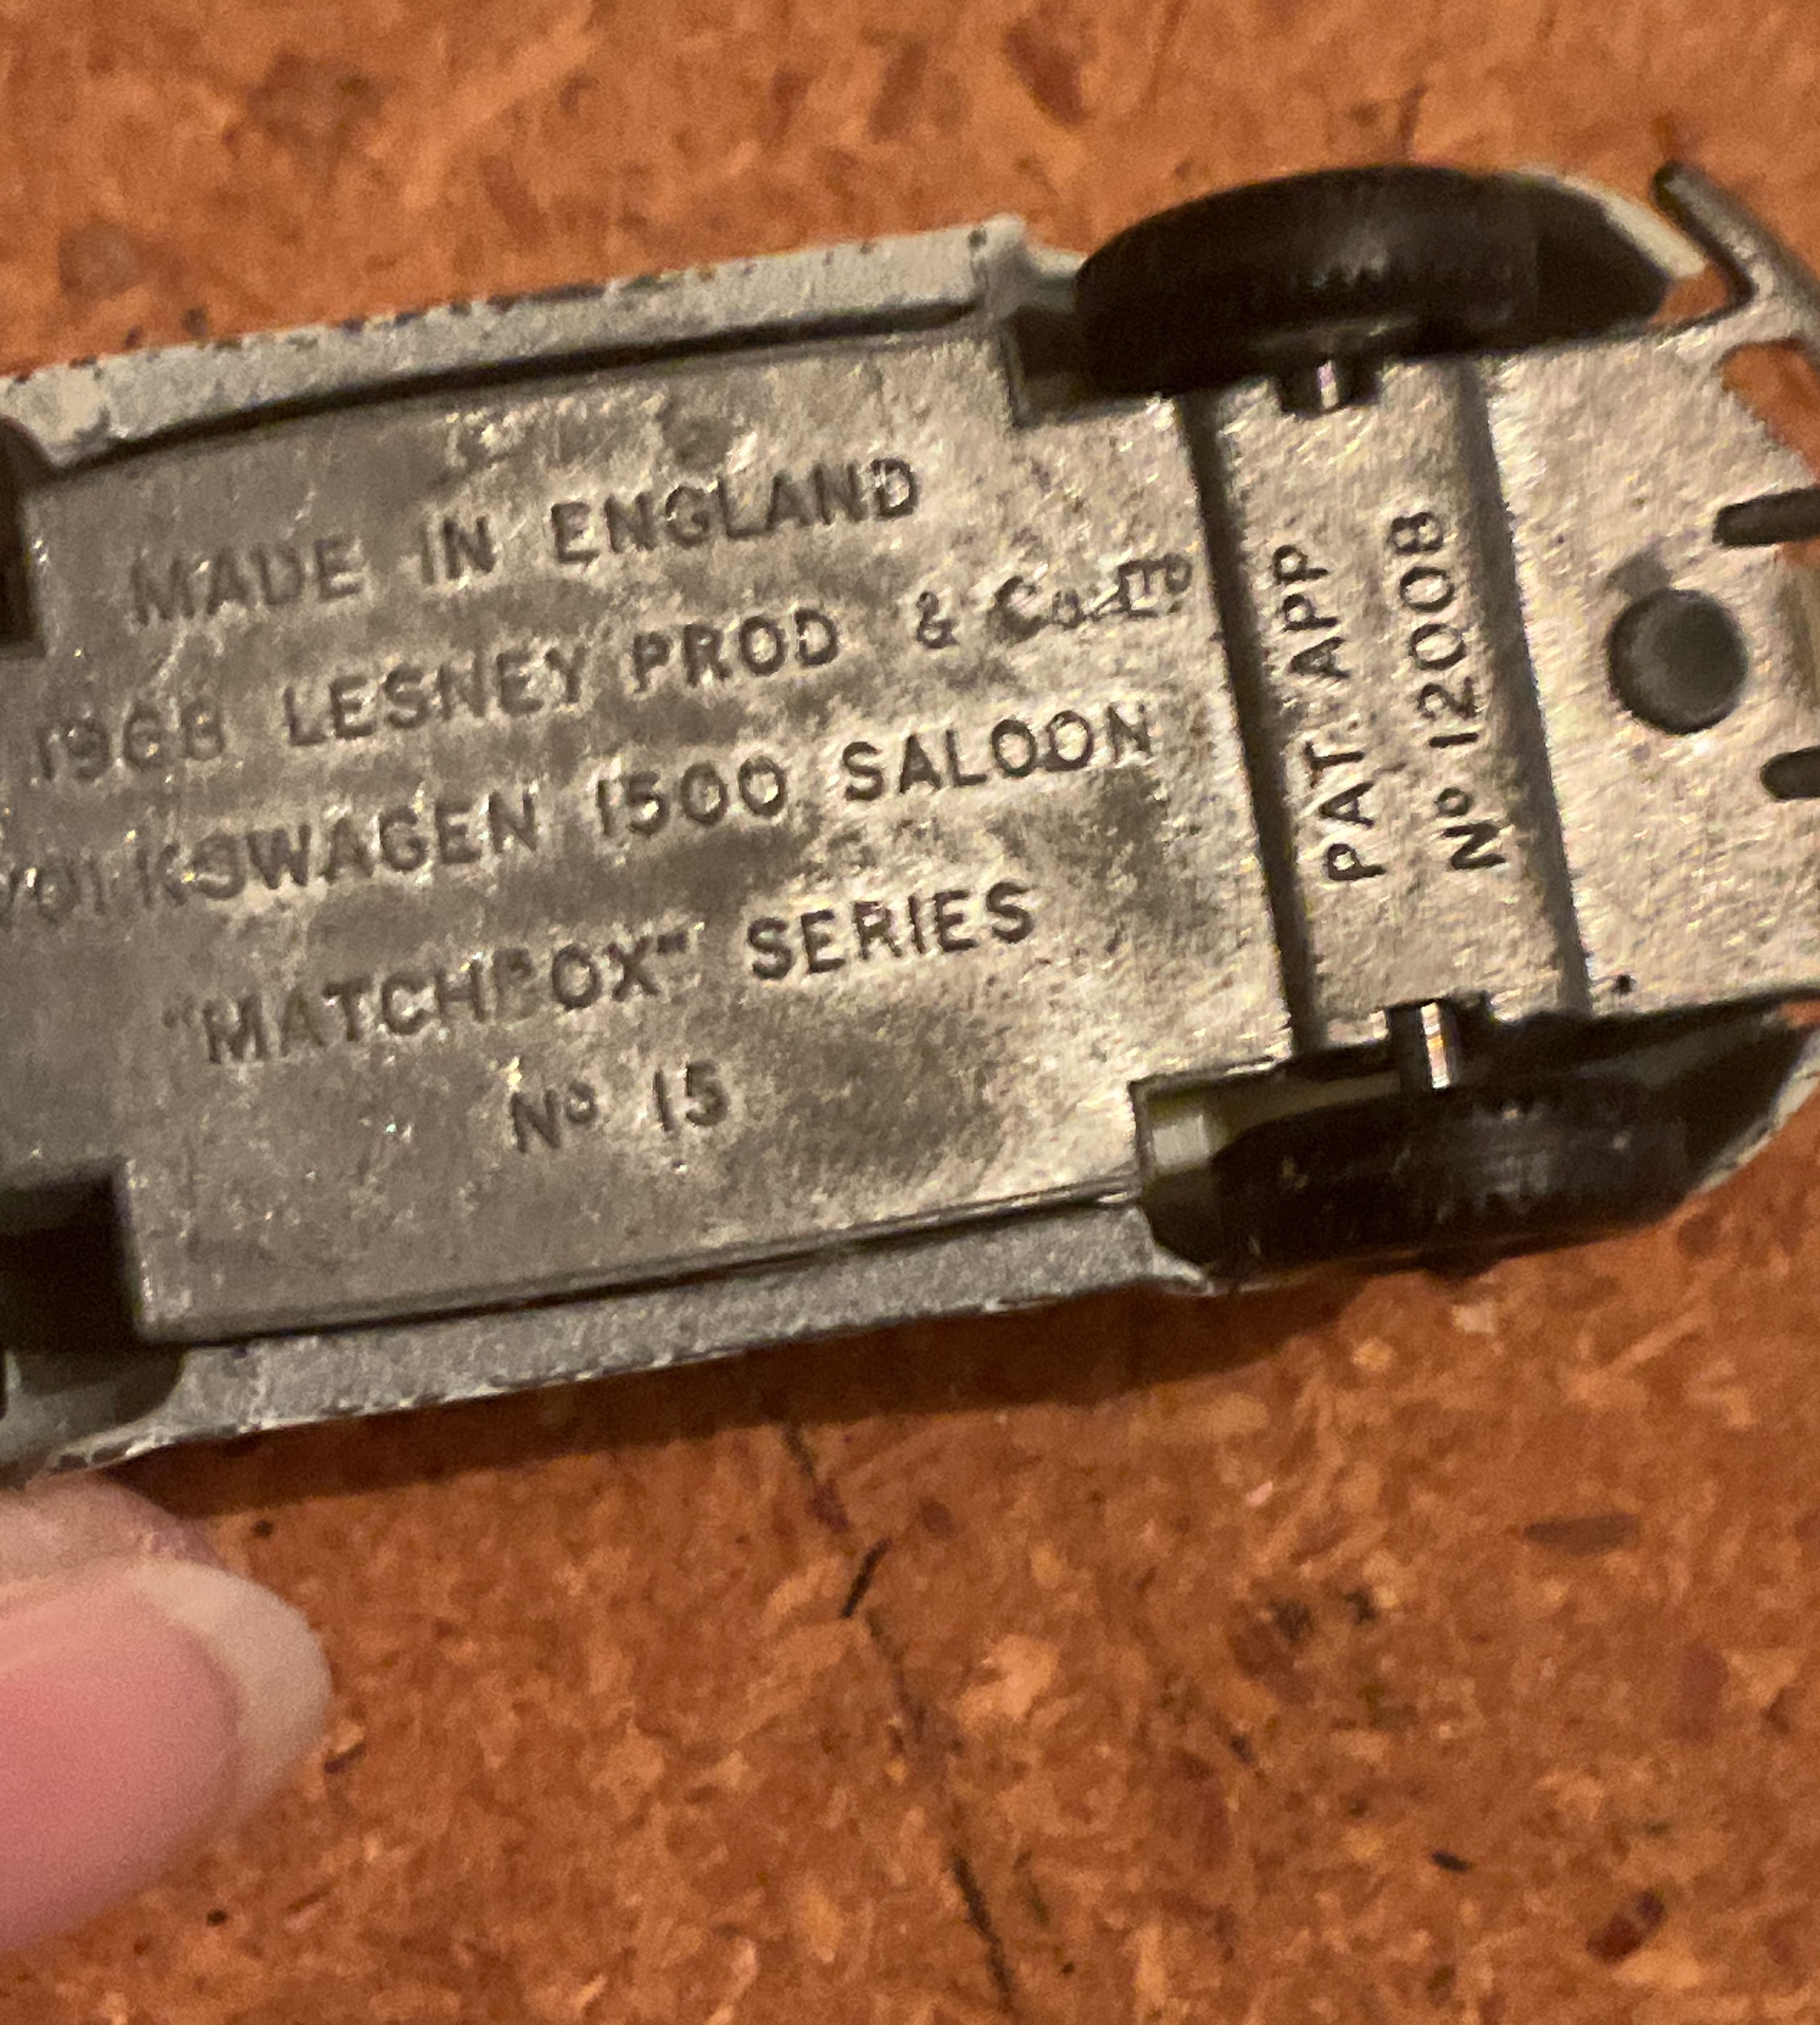 MADE IN ENGLAND
1968 LESNEY PROD & Co. LTD
VOLKSWAGEN 1500 SALOON
"MATCHBOX" SERIES
No 15
PAT. APP
No 12008